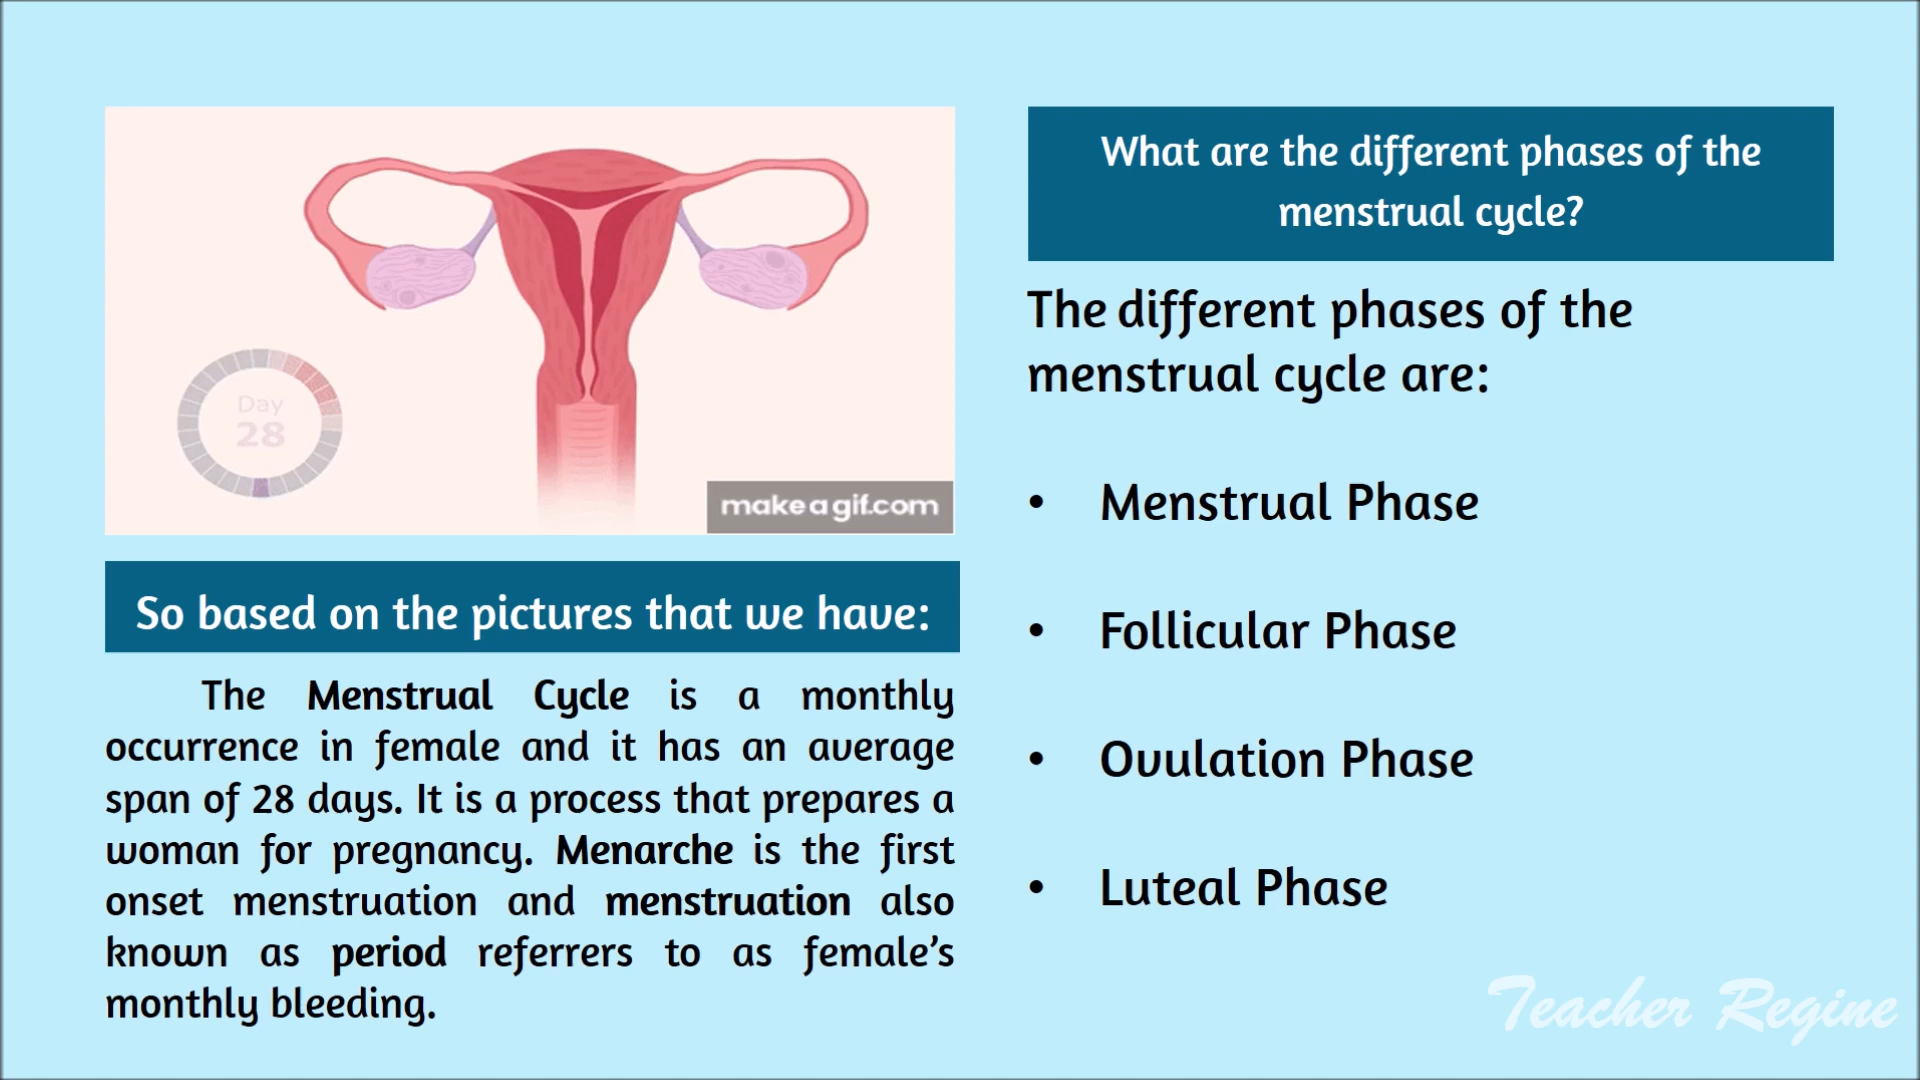 Day
28
make a gif.com
So based on the pictures that we have:
The Menstrual Cycle is a monthly
occurrence in female and it has an average
span of 28 days. It is a process that prepares a
woman for pregnancy. Menarche is the first
onset menstruation and menstruation also
known as period referrers to as female’s
monthly bleeding.
What are the different phases of the
menstrual cycle?
The different phases of the
menstrual cycle are:
• Menstrual Phase
• Follicular Phase
• Ovulation Phase
• Luteal Phase
Teacher Regine